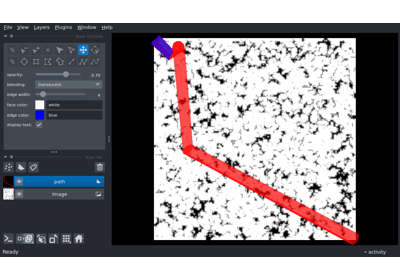 File View Layers Plugins Window Help
opacity: 0.70
blending: translucent
edge width:
face color: white
edge color: blue
display text:
path
Image
Ready
activity